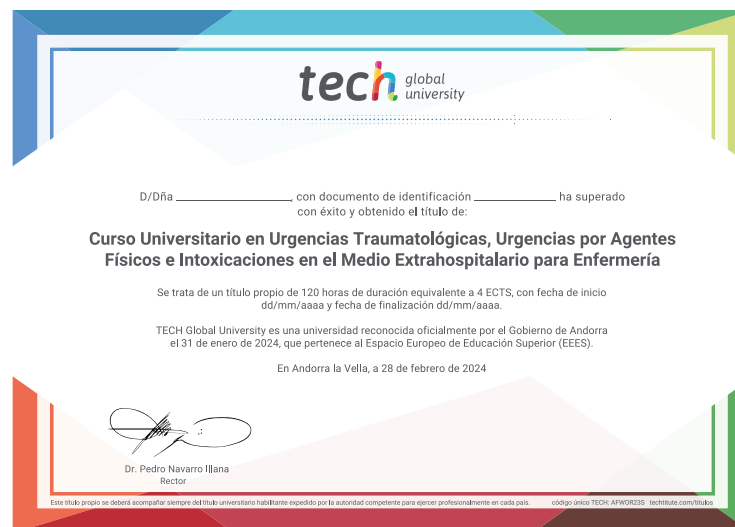 tech global
university
D/Dña ______________, con documento de identificación __________ ha superado
con éxito y obtenido el título de:
Curso Universitario en Urgencias Traumatológicas, Urgencias por Agentes
Físicos e Intoxicaciones en el Medio Extrahospitalario para Enfermería
Se trata de un título propio de 120 horas de duración equivalente a 4 ECTS, con fecha de inicio
dd/mm/aaaa y fecha de finalización dd/mm/aaaa.
TECH Global University es una universidad reconocida oficialmente por el Gobierno de Andorra
el 31 de enero de 2024, que pertenece al Espacio Europeo de Educación Superior (EEES).
En Andorra la Vella, a 28 de febrero de 2024
Dr. Pedro Navarro Illana
Rector
Este título propio se deberá acompañar siempre del título universitario habilitante expedido por la autoridad competente para ejercer profesionalmente en cada país. código único TECH: AFWOR23S techtitute.com/titulos